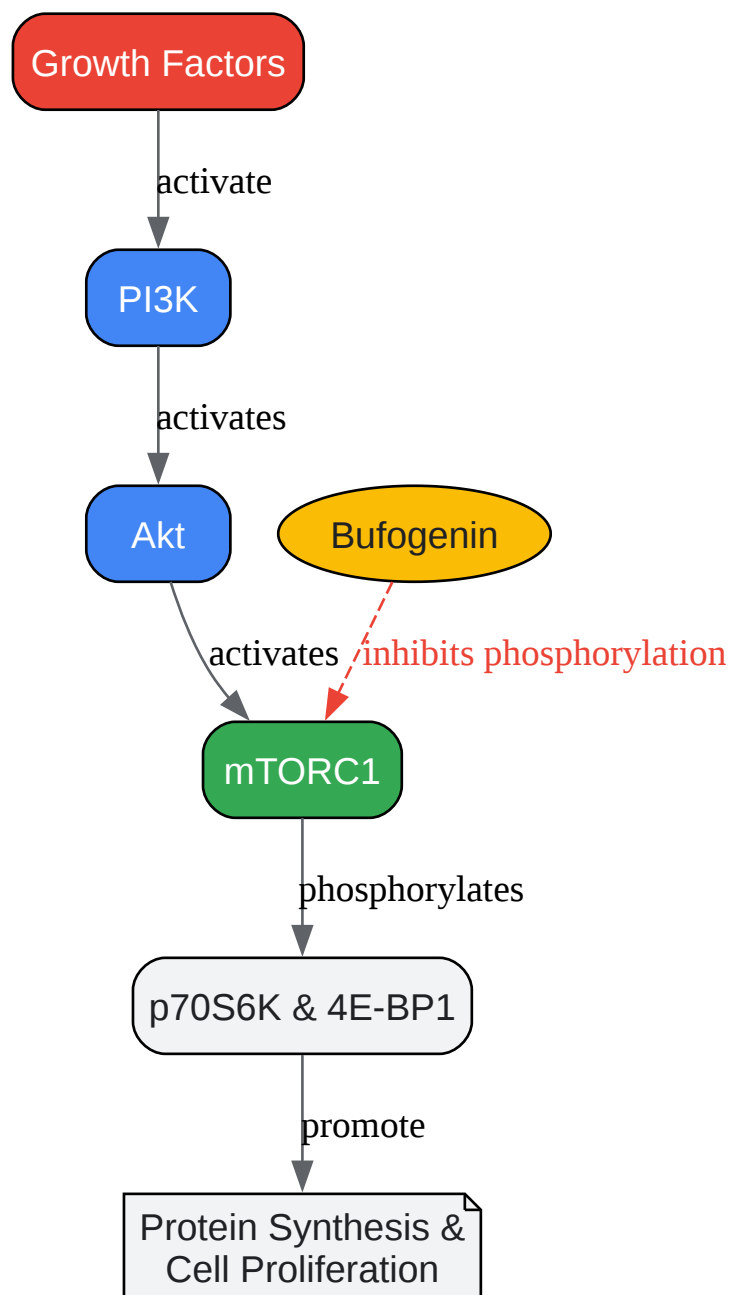 Growth Factors
activate
PI3K
activates
Akt
Bufogenin
activates
inhibits phosphorylation
mTORC1
phosphorylates
p70S6K & 4E-BP1
promote
Protein Synthesis &
Cell Proliferation